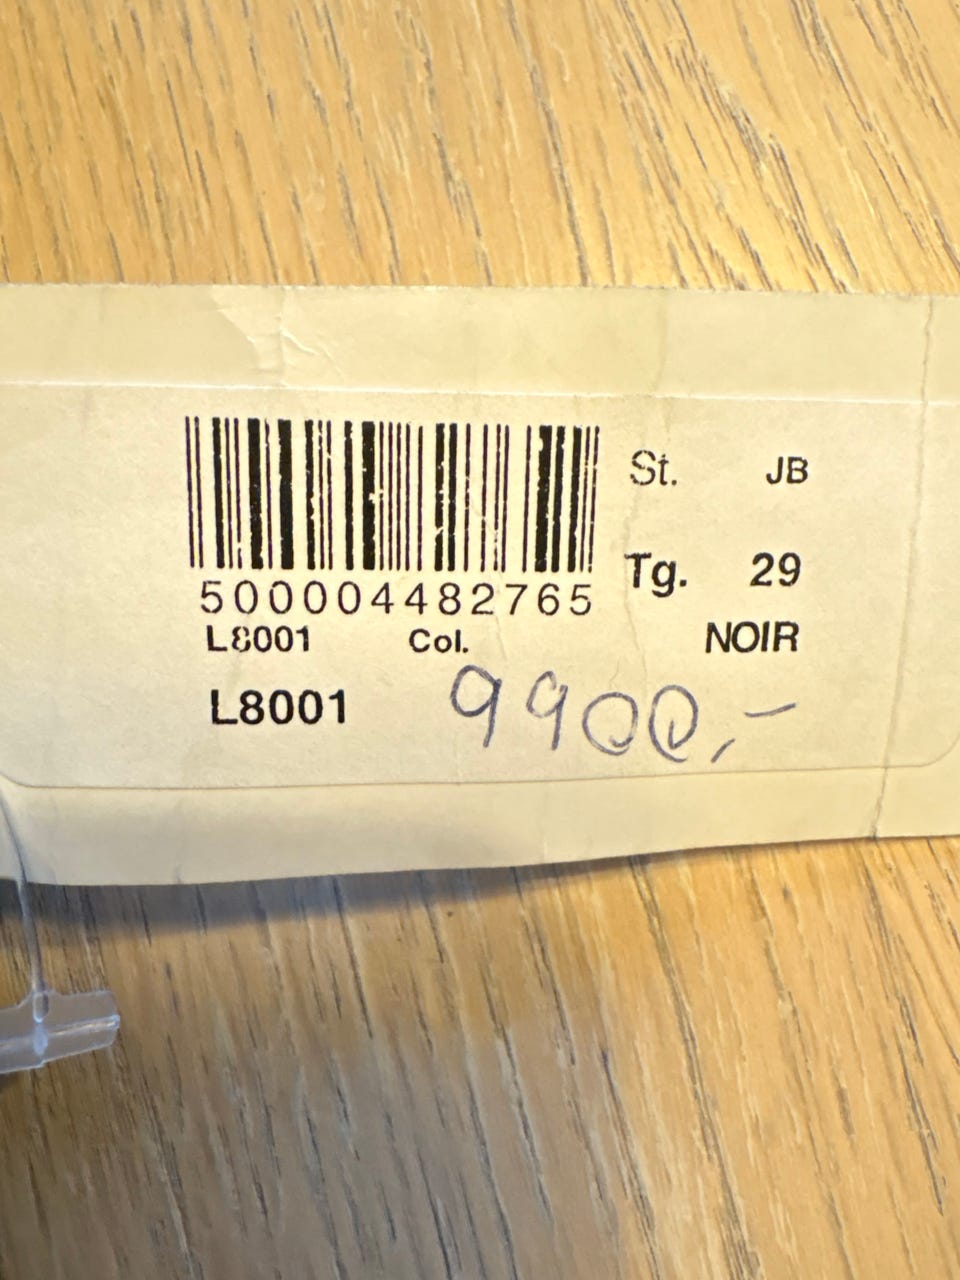 St. JB
500004482765 Tg. 29
L8001 Col. NOIR
L8001 9900,-